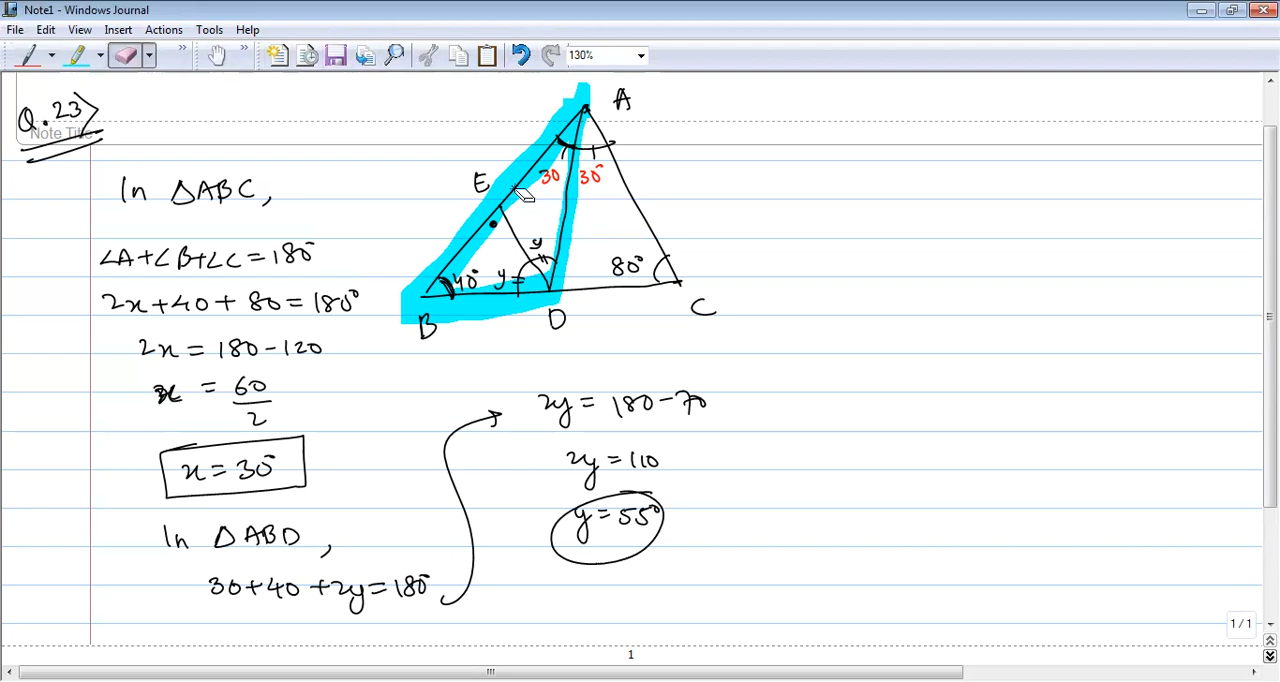 Note1 - Windows Journal
File Edit View Insert Actions Tools Help
130%
Q.23
Note Title
In △ABC,
∠A+∠B+∠C=180°
2x+40+80=180°
2x = 180-120
x = 60/2
x = 30°
In △ABD,
30+40+2y=180°
2y = 180-70
2y = 110
y = 55°
A
E
30 30°
y
40° y 80°
B D C
1 / 1
1